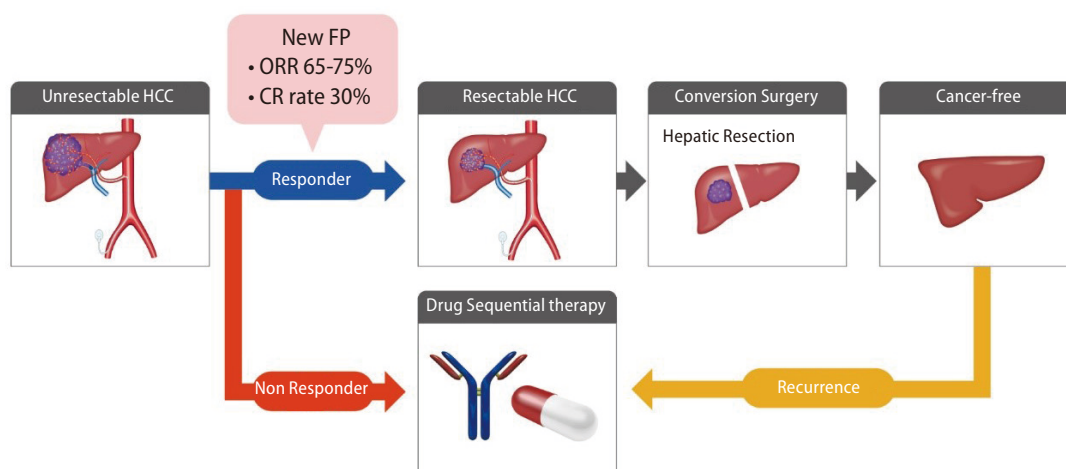 New FP
• ORR 65-75%
• CR rate 30%
Unresectable HCC
Resectable HCC
Conversion Surgery
Cancer-free
Hepatic Resection
Responder
Drug Sequential therapy
Non Responder
Recurrence